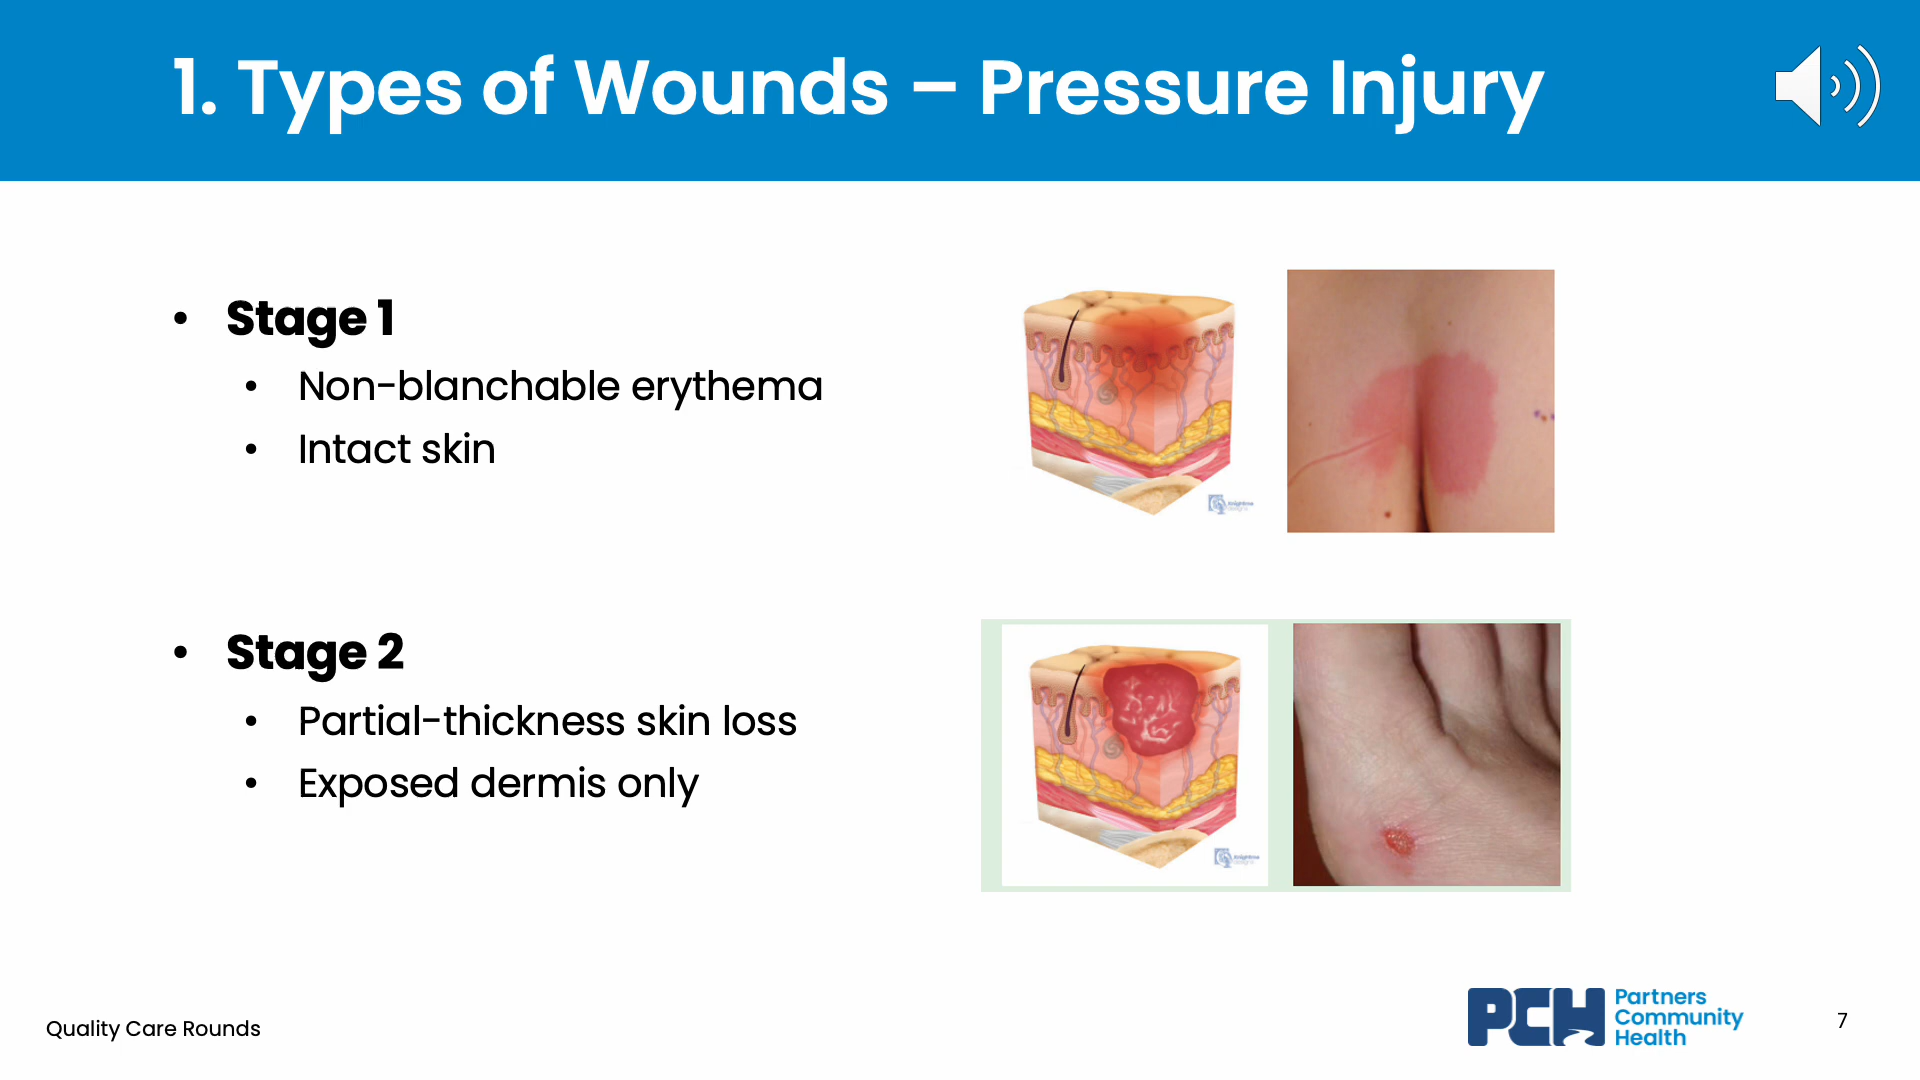 1. Types of Wounds – Pressure Injury
• Stage 1
• Non-blanchable erythema
• Intact skin
• Stage 2
• Partial-thickness skin loss
• Exposed dermis only
Quality Care Rounds
PCH
Partners
Community
Health
7